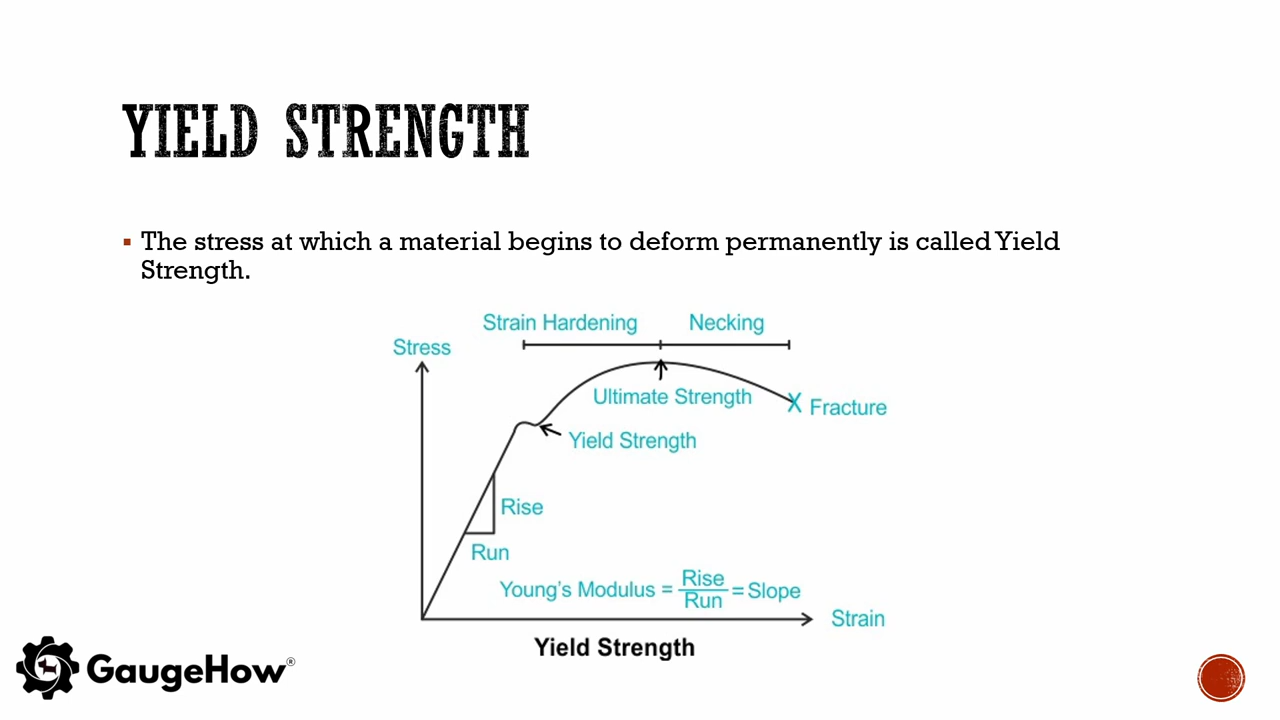 YIELD STRENGTH
▪ The stress at which a material begins to deform permanently is called Yield
Strength.
Strain Hardening Necking
Stress
Ultimate Strength
X Fracture
Yield Strength
Rise
Run
Young's Modulus = Rise/Run = Slope
Strain
Yield Strength
GaugeHow®